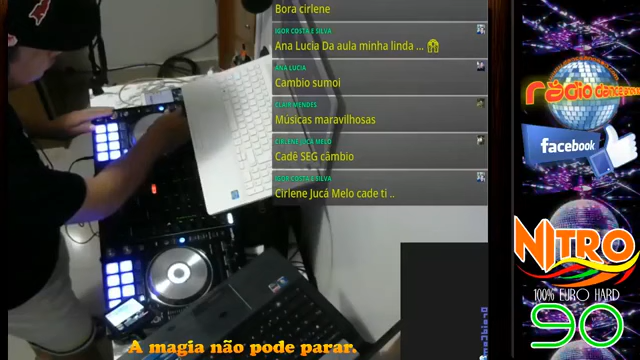 Bora cirlene
IGOR COSTA E SILVA
Ana Lucia Da aula minha linda ...
ANA LUCIA
Cambio sumoi
CLAIR MENDES
Músicas maravilhosas
CIRLENE JUCÁ MELO
Cadê SEG câmbio
IGOR COSTA E SILVA
Cirlene Jucá Melo cade ti ..
rádio
facebook
NITRO
100% EURO HARD
90
A magia não pode parar.